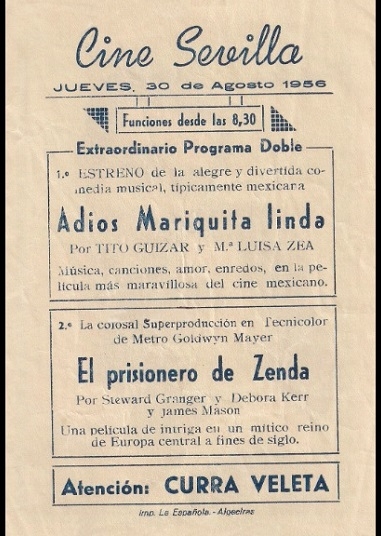 Cine Sevilla
JUEVES, 30 de Agosto 1956
Funciones desde las 8,30
Extraordinario Programa Doble
1.º ESTRENO de la alegre y divertida co-
media musical, típicamente mexicana
Adios Mariquita linda
Por TITO GUIZAR y M.ª LUISA ZEA
Música, canciones, amor, enredos, en la pe-
lícula más maravillosa del cine mexicano.
2.º La colosal Superproducción en Tecnicolor
de Metro Goldwyn Mayer
El prisionero de Zenda
Por Steward Granger y Debora Kerr
y James Mason
Una película de intriga en un mítico reino
de Europa central a fines de siglo.
Atención: CURRA VELETA
Imp. La Española.- Algeciras